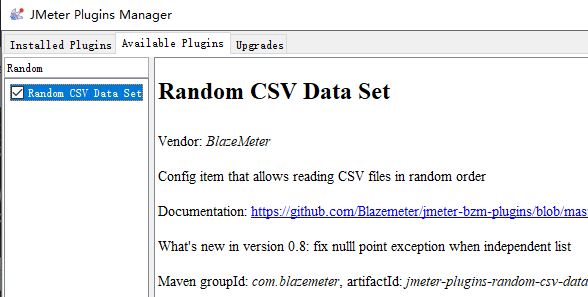 JMeter Plugins Manager
Installed Plugins Available Plugins Upgrades
Random
Random CSV Data Set
Random CSV Data Set
Vendor: BlazeMeter
Config item that allows reading CSV files in random order
Documentation: https://github.com/Blazemeter/jmeter-bzm-plugins/blob/mas
What's new in version 0.8: fix nulll point exception when independent list
Maven groupId: com.blazemeter, artifactId: jmeter-plugins-random-csv-data